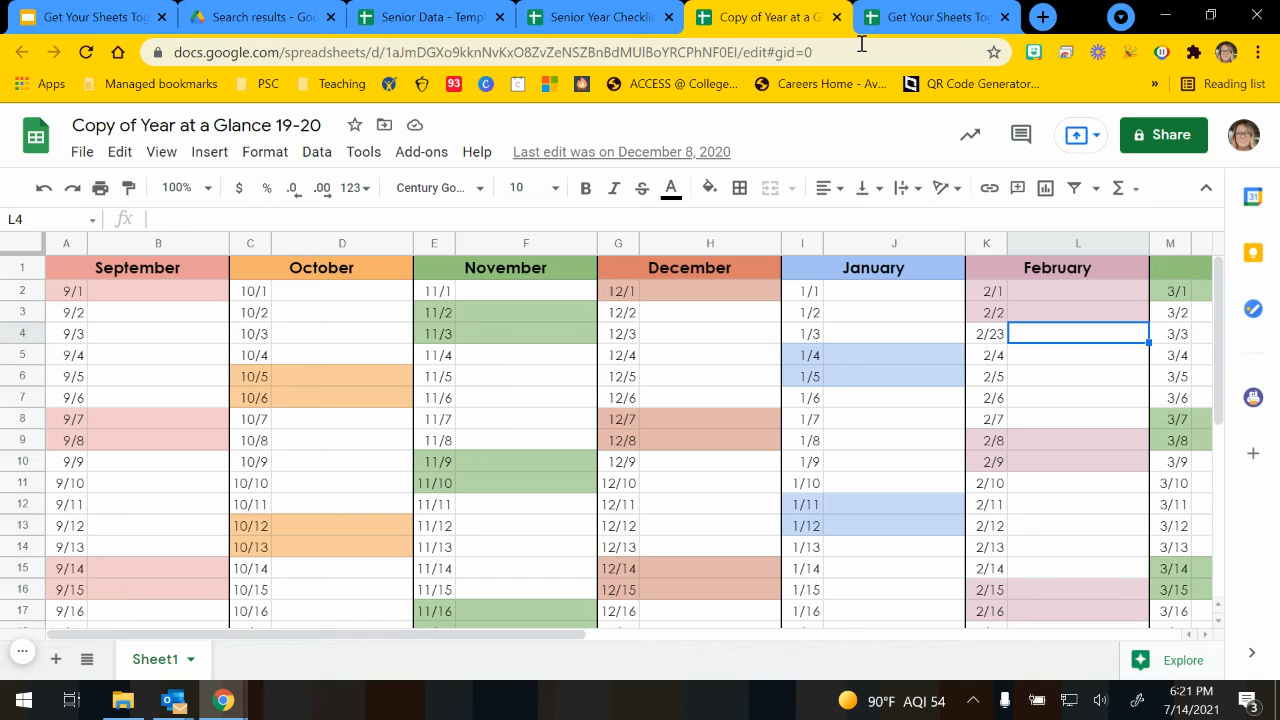 Get Your Sheets Tog
Search results - Goo
Senior Data - Templ
Senior Year Checklis
Copy of Year at a Gl
Get Your Sheets Tog
docs.google.com/spreadsheets/d/1aJmDGXo9kknNvKxO8ZvZeNSZBnBdMUlBoYRCPhNF0EI/edit#gid=0
Apps Managed bookmarks PSC Teaching 93 ACCESS @ College... Careers Home - Av... QR Code Generator... » Reading list
Copy of Year at a Glance 19-20
File Edit View Insert Format Data Tools Add-ons Help Last edit was on December 8, 2020
Share
100% $ % .0 .00 123 Century Go... 10 B I S A
L4 fx
A B C D E F G H I J K L M
1 September October November December January February
2 9/1 10/1 11/1 12/1 1/1 2/1 3/1
3 9/2 10/2 11/2 12/2 1/2 2/2 3/2
4 9/3 10/3 11/3 12/3 1/3 2/23 3/3
5 9/4 10/4 11/4 12/4 1/4 2/4 3/4
6 9/5 10/5 11/5 12/5 1/5 2/5 3/5
7 9/6 10/6 11/6 12/6 1/6 2/6 3/6
8 9/7 10/7 11/7 12/7 1/7 2/7 3/7
9 9/8 10/8 11/8 12/8 1/8 2/8 3/8
10 9/9 10/9 11/9 12/9 1/9 2/9 3/9
11 9/10 10/10 11/10 12/10 1/10 2/10 3/10
12 9/11 10/11 11/11 12/11 1/11 2/11 3/11
13 9/12 10/12 11/12 12/12 1/12 2/12 3/12
14 9/13 10/13 11/13 12/13 1/13 2/13 3/13
15 9/14 10/14 11/14 12/14 1/14 2/14 3/14
16 9/15 10/15 11/15 12/15 1/15 2/15 3/15
17 9/16 10/16 11/16 12/16 1/16 2/16 3/16
Sheet1
Explore
90°F AQI 54
6:21 PM
7/14/2021
3